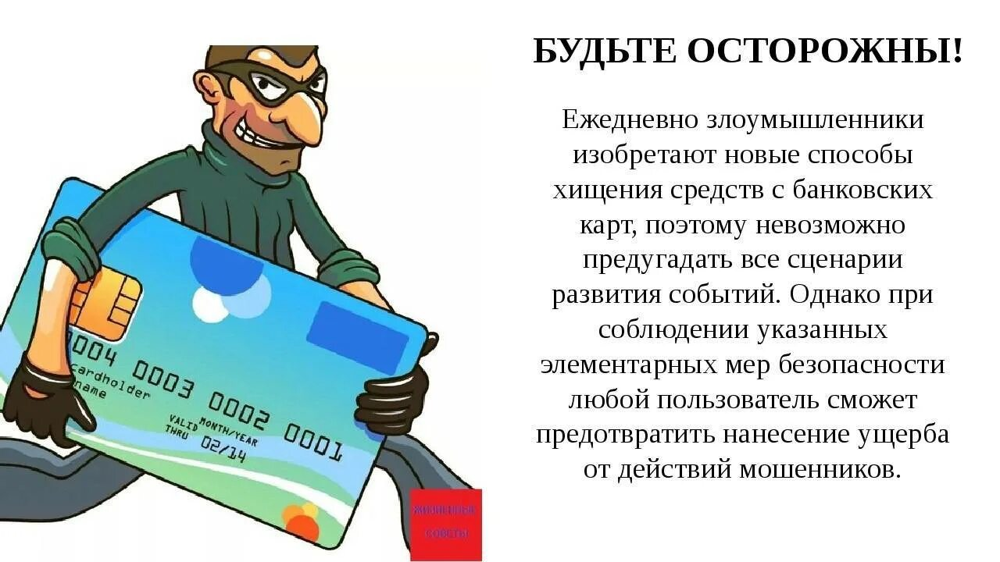 БУДЬТЕ ОСТОРОЖНЫ!
Ежедневно злоумышленники
изобретают новые способы
хищения средств с банковских
карт, поэтому невозможно
предугадать все сценарии
развития событий. Однако при
соблюдении указанных
элементарных мер безопасности
любой пользователь сможет
предотвратить нанесение ущерба
от действий мошенников.
0004 0003 0002 0001
cardholder
name
VALID
THRU
MONTH/YEAR
02/14
ЖИЗНЕННЫЕ
СОВЕТЫ